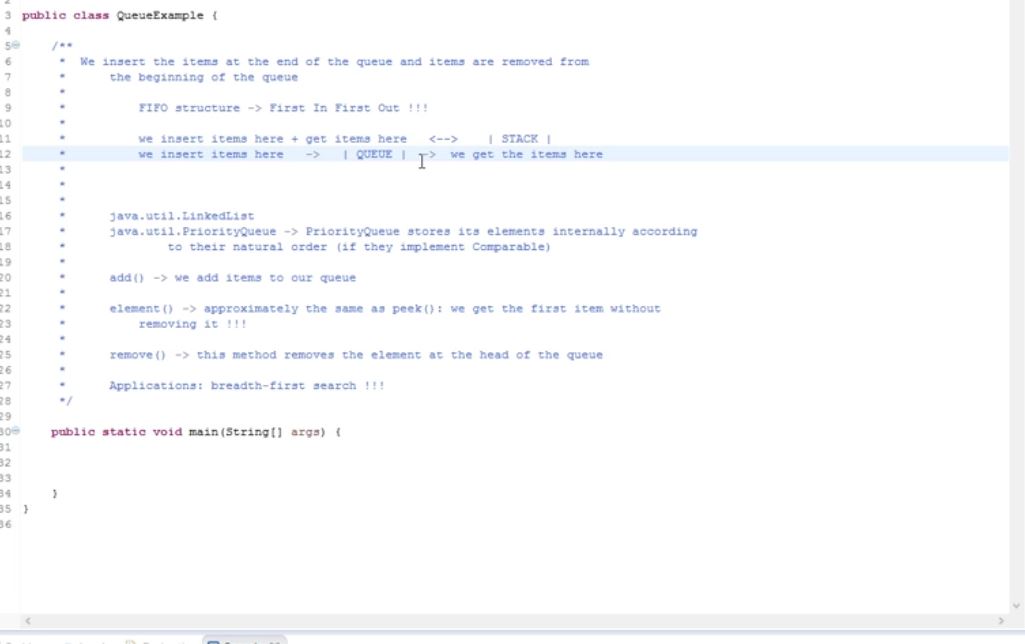 3 public class QueueExample {
4
5 /**
6 * We insert the items at the end of the queue and items are removed from
7 * the beginning of the queue
8 *
9 * FIFO structure -> First In First Out !!!
10 *
11 * we insert items here + get items here <--> | STACK |
12 * we insert items here -> | QUEUE | -> we get the items here
13 *
14 *
15 *
16 * java.util.LinkedList
17 * java.util.PriorityQueue -> PriorityQueue stores its elements internally according
18 * to their natural order (if they implement Comparable)
19 *
20 * add() -> we add items to our queue
21 *
22 * element() -> approximately the same as peek(): we get the first item without
23 * removing it !!!
24 *
25 * remove() -> this method removes the element at the head of the queue
26 *
27 * Applications: breadth-first search !!!
28 */
29
30 public static void main(String[] args) {
31
32
33
34 }
35 }
36